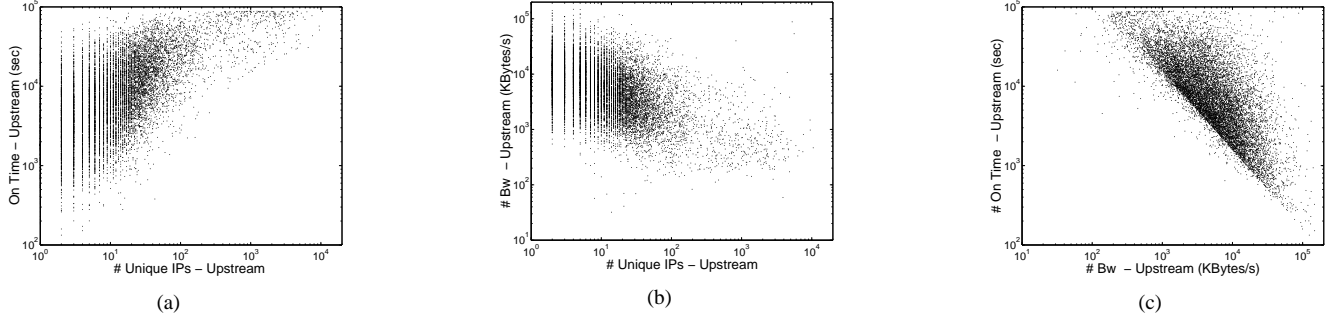 10^5
10^4
10^3
10^2
On Time − Upstream (sec)
10^0 10^1 10^2 10^3 10^4
# Unique IPs − Upstream
(a)
10^5
10^4
10^3
10^2
10^1
# Bw − Upstream (KBytes/s)
10^0 10^1 10^2 10^3 10^4
# Unique IPs − Upstream
(b)
10^5
10^4
10^3
10^2
# On Time − Upstream (sec)
10^1 10^2 10^3 10^4 10^5
# Bw − Upstream (KBytes/s)
(c)